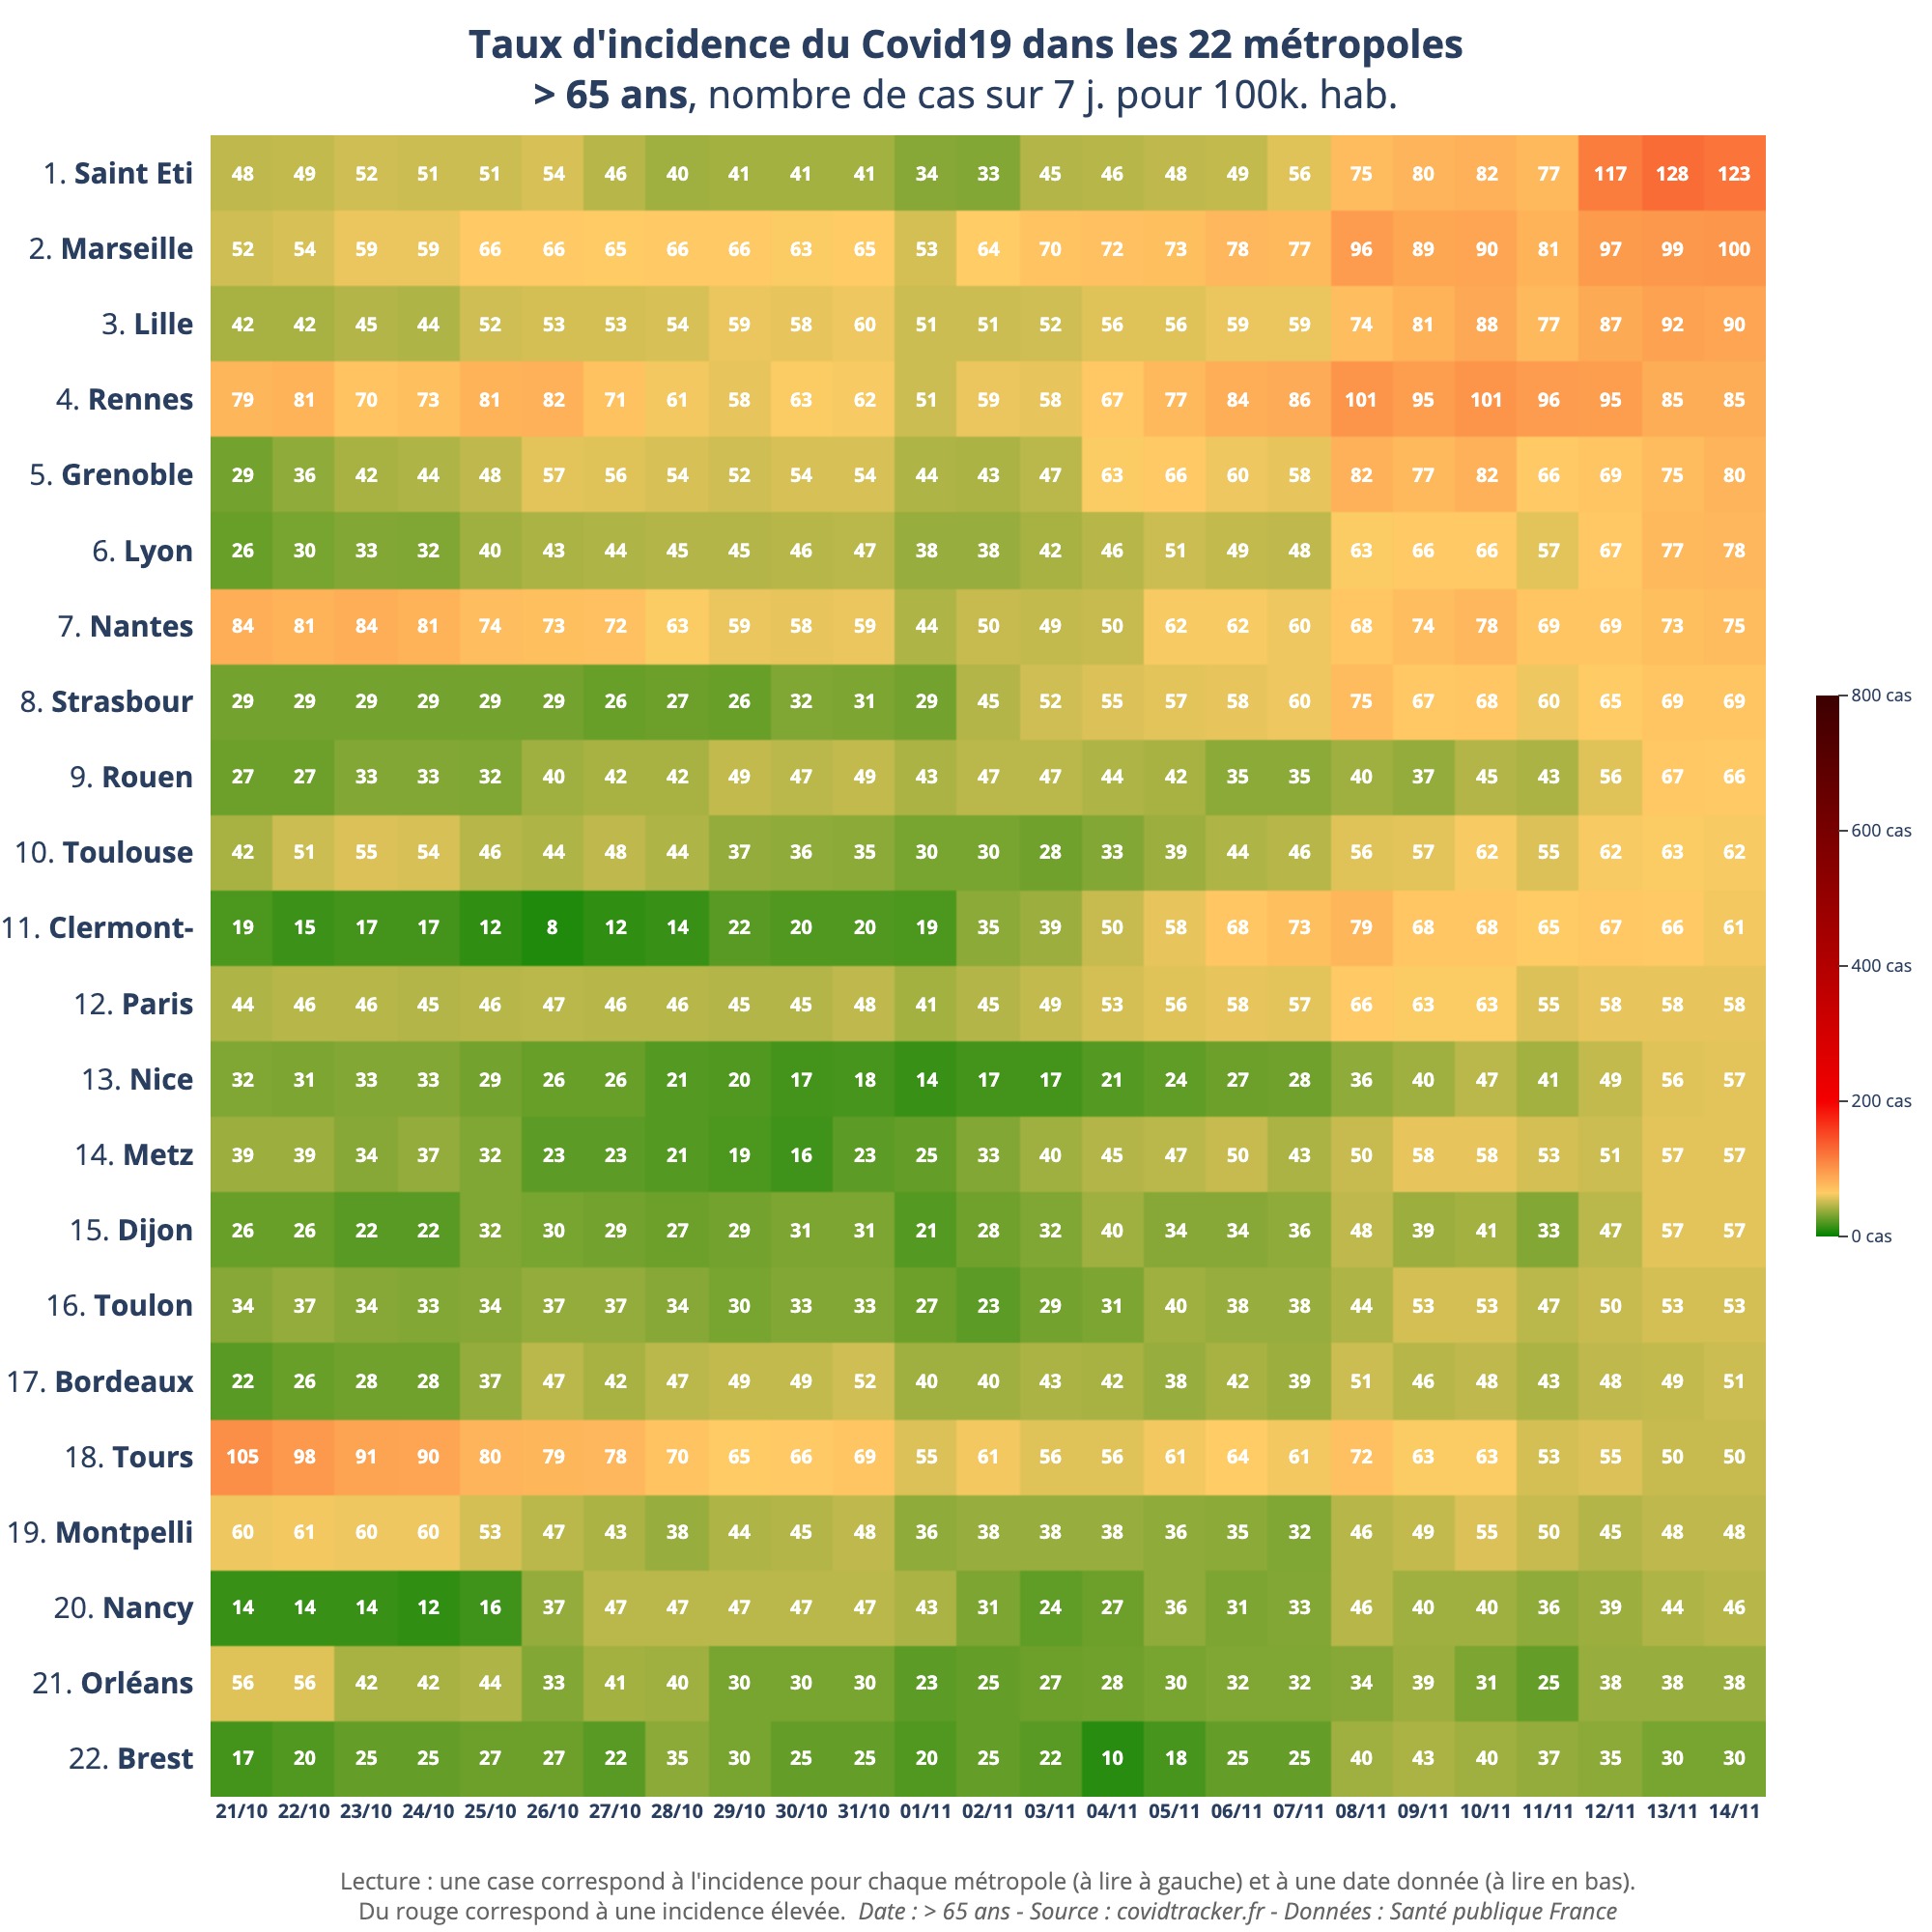 Taux d'incidence du Covid19 dans les 22 métropoles
> 65 ans, nombre de cas sur 7 j. pour 100k. hab.
1. Saint Eti 48 49 52 51 51 54 46 40 41 41 41 34 33 45 46 48 49 56 75 80 82 77 117 128 123
2. Marseille 52 54 59 59 66 66 65 66 66 63 65 53 64 70 72 73 78 77 96 89 90 81 97 99 100
3. Lille 42 42 45 44 52 53 53 54 59 58 60 51 51 52 56 56 59 59 74 81 88 77 87 92 90
4. Rennes 79 81 70 73 81 82 71 61 58 63 62 51 59 58 67 77 84 86 101 95 101 96 95 85 85
5. Grenoble 29 36 42 44 48 57 56 54 52 54 54 44 43 47 63 66 60 58 82 77 82 66 69 75 80
6. Lyon 26 30 33 32 40 43 44 45 45 46 47 38 38 42 46 51 49 48 63 66 66 57 67 77 78
7. Nantes 84 81 84 81 74 73 72 63 59 58 59 44 50 49 50 62 62 60 68 74 78 69 69 73 75
8. Strasbour 29 29 29 29 29 29 26 27 26 32 31 29 45 52 55 57 58 60 75 67 68 60 65 69 69
9. Rouen 27 27 33 33 32 40 42 42 49 47 49 43 47 47 44 42 35 35 40 37 45 43 56 67 66
10. Toulouse 42 51 55 54 46 44 48 44 37 36 35 30 30 28 33 39 44 46 56 57 62 55 62 63 62
11. Clermont- 19 15 17 17 12 8 12 14 22 20 20 19 35 39 50 58 68 73 79 68 68 65 67 66 61
12. Paris 44 46 46 45 46 47 46 46 45 45 48 41 45 49 53 56 58 57 66 63 63 55 58 58 58
13. Nice 32 31 33 33 29 26 26 21 20 17 18 14 17 17 21 24 27 28 36 40 47 41 49 56 57
14. Metz 39 39 34 37 32 23 23 21 19 16 23 25 33 40 45 47 50 43 50 58 58 53 51 57 57
15. Dijon 26 26 22 22 32 30 29 27 29 31 31 21 28 32 40 34 34 36 48 39 41 33 47 57 57
16. Toulon 34 37 34 33 34 37 37 34 30 33 33 27 23 29 31 40 38 38 44 53 53 47 50 53 53
17. Bordeaux 22 26 28 28 37 47 42 47 49 49 52 40 40 43 42 38 42 39 51 46 48 43 48 49 51
18. Tours 105 98 91 90 80 79 78 70 65 66 69 55 61 56 56 61 64 61 72 63 63 53 55 50 50
19. Montpelli 60 61 60 60 53 47 43 38 44 45 48 36 38 38 38 36 35 32 46 49 55 50 45 48 48
20. Nancy 14 14 14 12 16 37 47 47 47 47 47 43 31 24 27 36 31 33 46 40 40 36 39 44 46
21. Orléans 56 56 42 42 44 33 41 40 30 30 30 23 25 27 28 30 32 32 34 39 31 25 38 38 38
22. Brest 17 20 25 25 27 27 22 35 30 25 25 20 25 22 10 18 25 25 40 43 40 37 35 30 30
21/10 22/10 23/10 24/10 25/10 26/10 27/10 28/10 29/10 30/10 31/10 01/11 02/11 03/11 04/11 05/11 06/11 07/11 08/11 09/11 10/11 11/11 12/11 13/11 14/11
800 cas
600 cas
400 cas
200 cas
0 cas
Lecture : une case correspond à l'incidence pour chaque métropole (à lire à gauche) et à une date donnée (à lire en bas).
Du rouge correspond à une incidence élevée. Date : > 65 ans - Source : covidtracker.fr - Données : Santé publique France